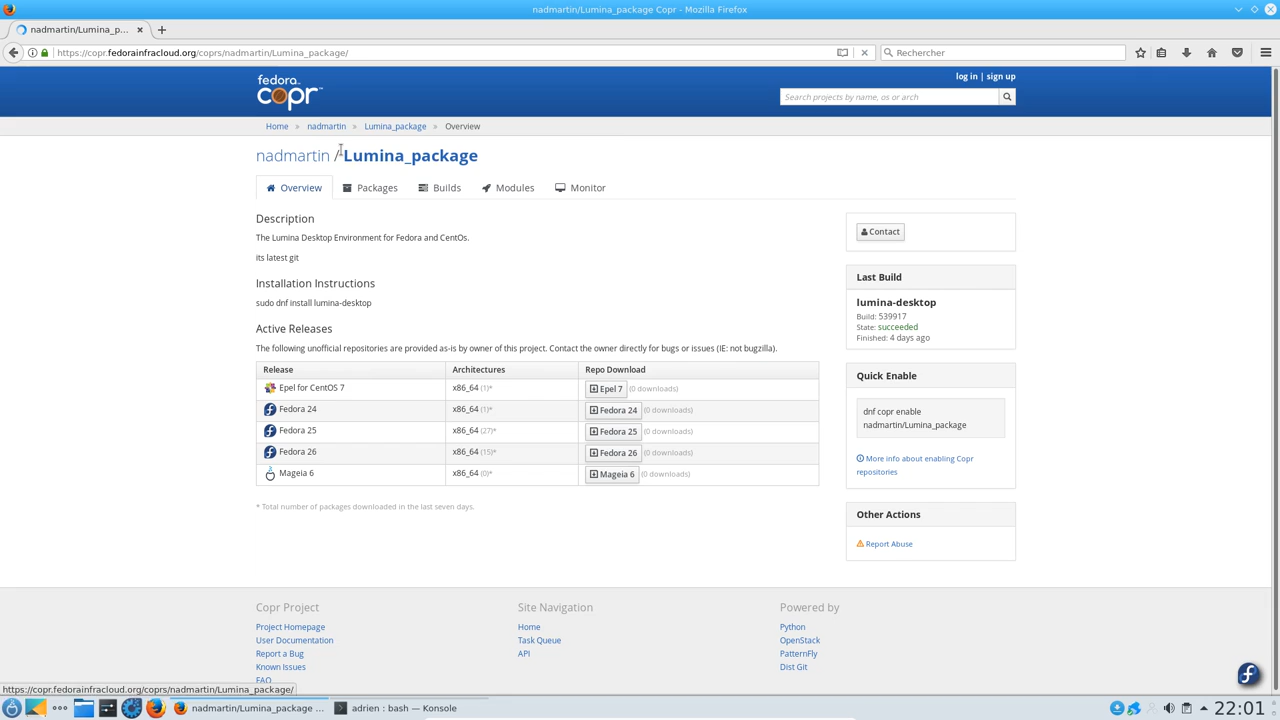 nadmartin/Lumina_package Copr - Mozilla Firefox
nadmartin/Lumina_p...
https://copr.fedorainfracloud.org/coprs/nadmartin/Lumina_package/
Rechercher
fedora
copr
log in | sign up
Search projects by name, os or arch
Home » nadmartin » Lumina_package » Overview
nadmartin /Lumina_package
Overview Packages Builds Modules Monitor
Description
The Lumina Desktop Environment for Fedora and CentOs.
its latest git
Installation Instructions
sudo dnf install lumina-desktop
Active Releases
The following unofficial repositories are provided as-is by owner of this project. Contact the owner directly for bugs or issues (IE: not bugzilla).
Release Architectures Repo Download
Epel for CentOS 7 x86_64 (1)* Epel 7 (0 downloads)
Fedora 24 x86_64 (1)* Fedora 24 (0 downloads)
Fedora 25 x86_64 (27)* Fedora 25 (0 downloads)
Fedora 26 x86_64 (15)* Fedora 26 (0 downloads)
Mageia 6 x86_64 (0)* Mageia 6 (0 downloads)
* Total number of packages downloaded in the last seven days.
Contact
Last Build
lumina-desktop
Build: 539917
State: succeeded
Finished: 4 days ago
Quick Enable
dnf copr enable
nadmartin/Lumina_package
More info about enabling Copr
repositories
Other Actions
Report Abuse
Copr Project
Project Homepage
User Documentation
Report a Bug
Known Issues
FAQ
Site Navigation
Home
Task Queue
API
Powered by
Python
OpenStack
PatternFly
Dist Git
https://copr.fedorainfracloud.org/coprs/nadmartin/Lumina_package/
nadmartin/Lumina_package ...
adrien : bash — Konsole
22:01